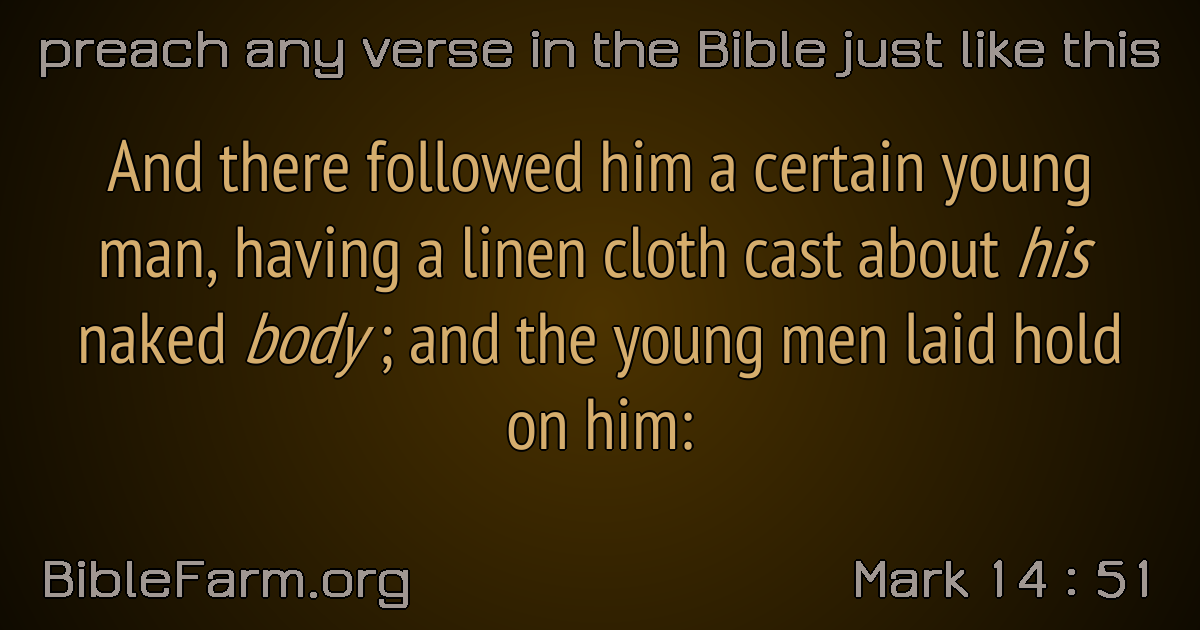 preach any verse in the Bible just like this
And there followed him a certain young
man, having a linen cloth cast about his
naked body ; and the young men laid hold
on him:
BibleFarm.org
Mark 14 : 51